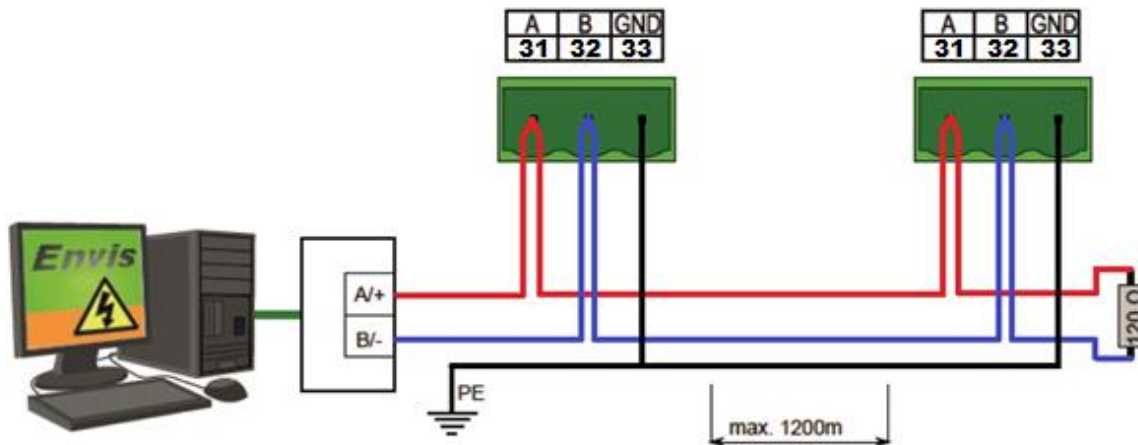 A B GND
31 32 33
A B GND
31 32 33
Envis
A/+
B/-
120 Ω
PE
max. 1200m